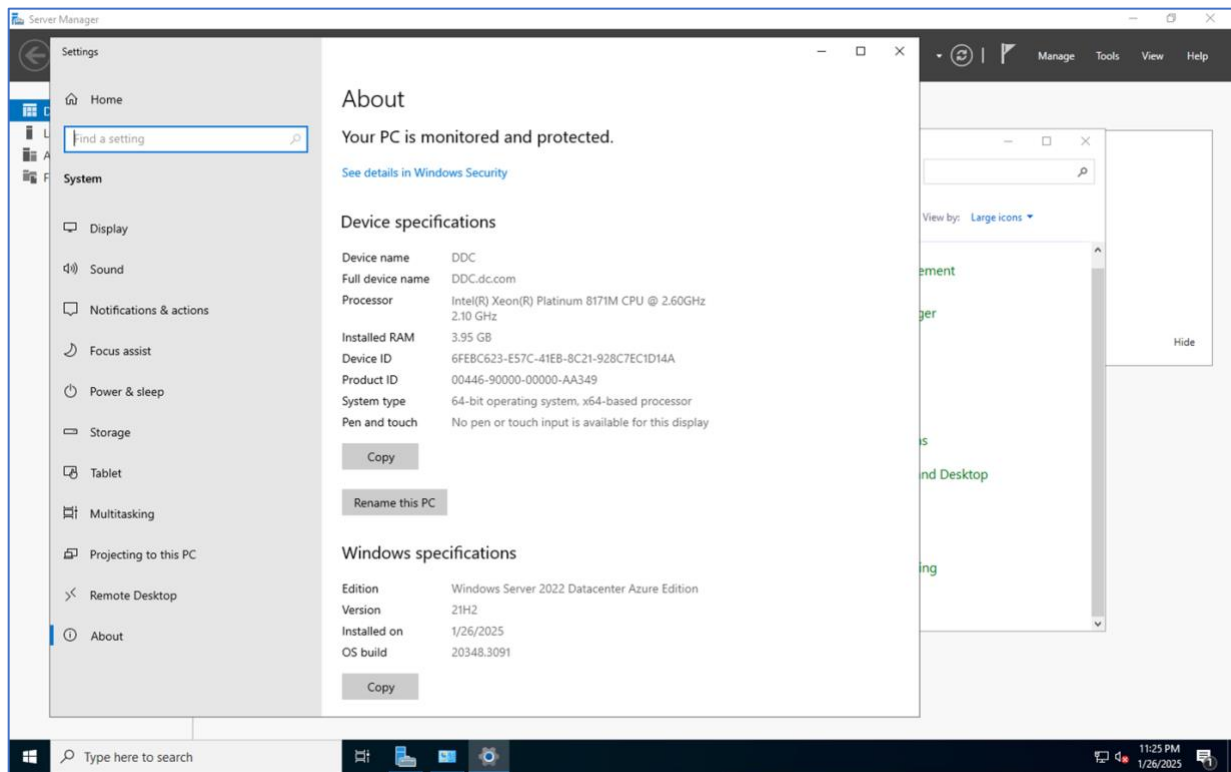 Server Manager
Manage Tools View Help
Settings
Home
Find a setting
System
Display
Sound
Notifications & actions
Focus assist
Power & sleep
Storage
Tablet
Multitasking
Projecting to this PC
Remote Desktop
About
About
Your PC is monitored and protected.
See details in Windows Security
Device specifications
Device name DDC
Full device name DDC.dc.com
Processor Intel(R) Xeon(R) Platinum 8171M CPU @ 2.60GHz
2.10 GHz
Installed RAM 3.95 GB
Device ID 6FEBC623-E57C-41EB-8C21-928C7EC1D14A
Product ID 00446-90000-00000-AA349
System type 64-bit operating system, x64-based processor
Pen and touch No pen or touch input is available for this display
Copy
Rename this PC
Windows specifications
Edition Windows Server 2022 Datacenter Azure Edition
Version 21H2
Installed on 1/26/2025
OS build 20348.3091
Copy
View by: Large icons
ement
ger
s
nd Desktop
ing
Hide
Type here to search
11:25 PM
1/26/2025
1